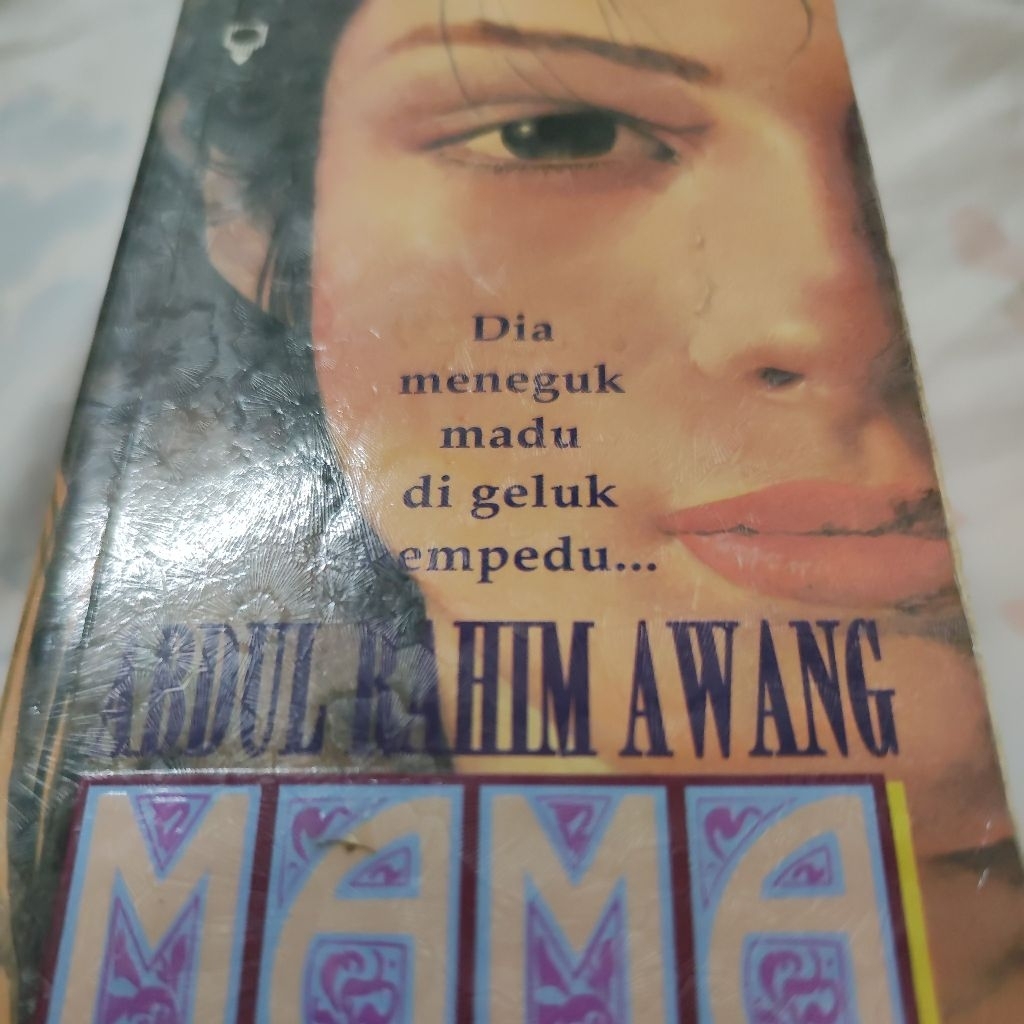 Dia
meneguk
madu
di geluk
empedu...
ABDUL RAHIM AWANG
MAMA